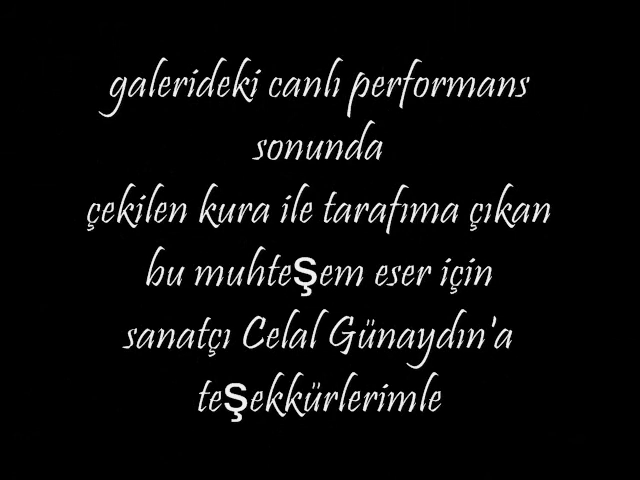 galerideki canlı performans
sonunda
çekilen kura ile tarafıma çıkan
bu muhteşem eser için
sanatçı Celal Günaydın'a
teşekkürlerimle